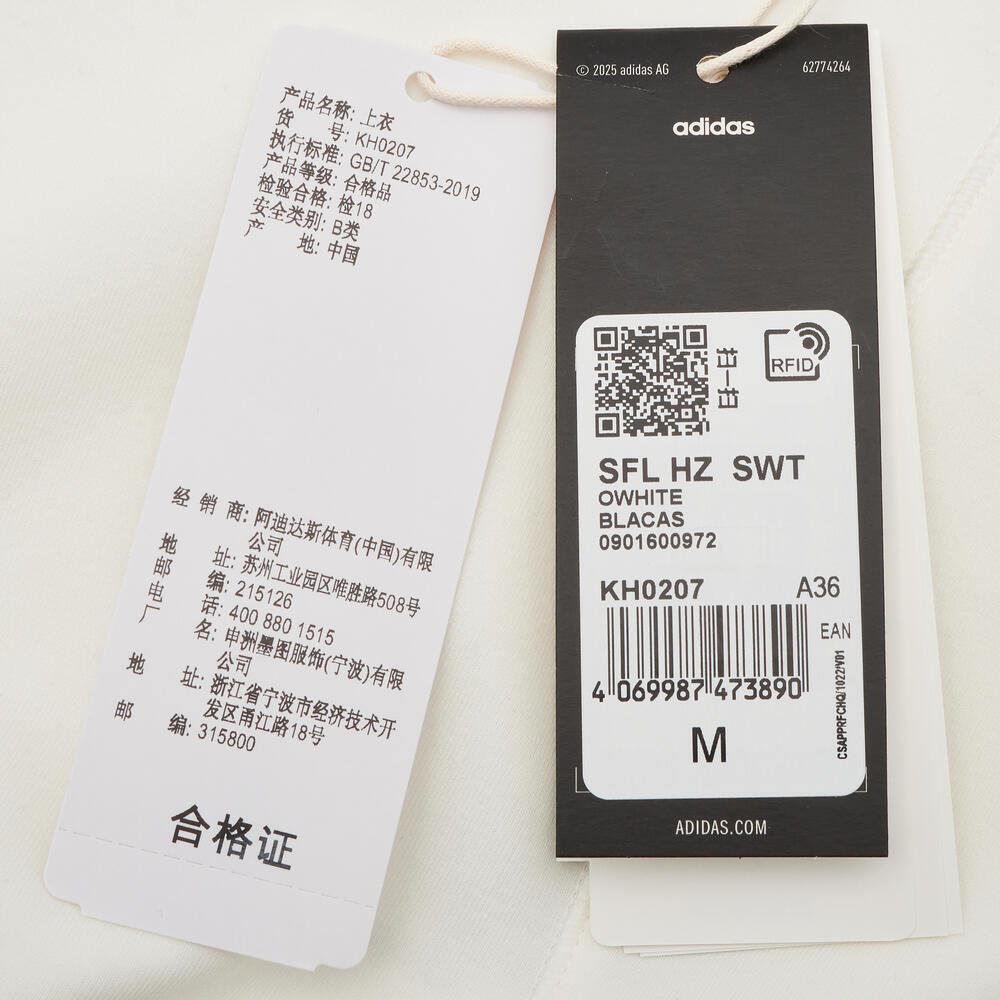 产品名称: 上衣
货 号: KH0207
执行标准: GB/T 22853-2019
产品等级: 合格品
检验合格: 检18
安全类别: B类
产 地: 中国
经 销 商: 阿迪达斯体育(中国)有限
公司
地 址: 苏州工业园区唯胜路508号
邮 编: 215126
电 话: 400 880 1515
厂 名: 申洲墨图服饰(宁波)有限
公司
地 址: 浙江省宁波市经济技术开
发区甬江路18号
邮 编: 315800
合格证
© 2025 adidas AG
62774264
adidas
扫一扫
RFID
SFL HZ SWT
OWHITE
BLACAS
0901600972
KH0207 A36
EAN
4 069987 473890
CSAPPRFCHQ/1022/V01
M
ADIDAS.COM